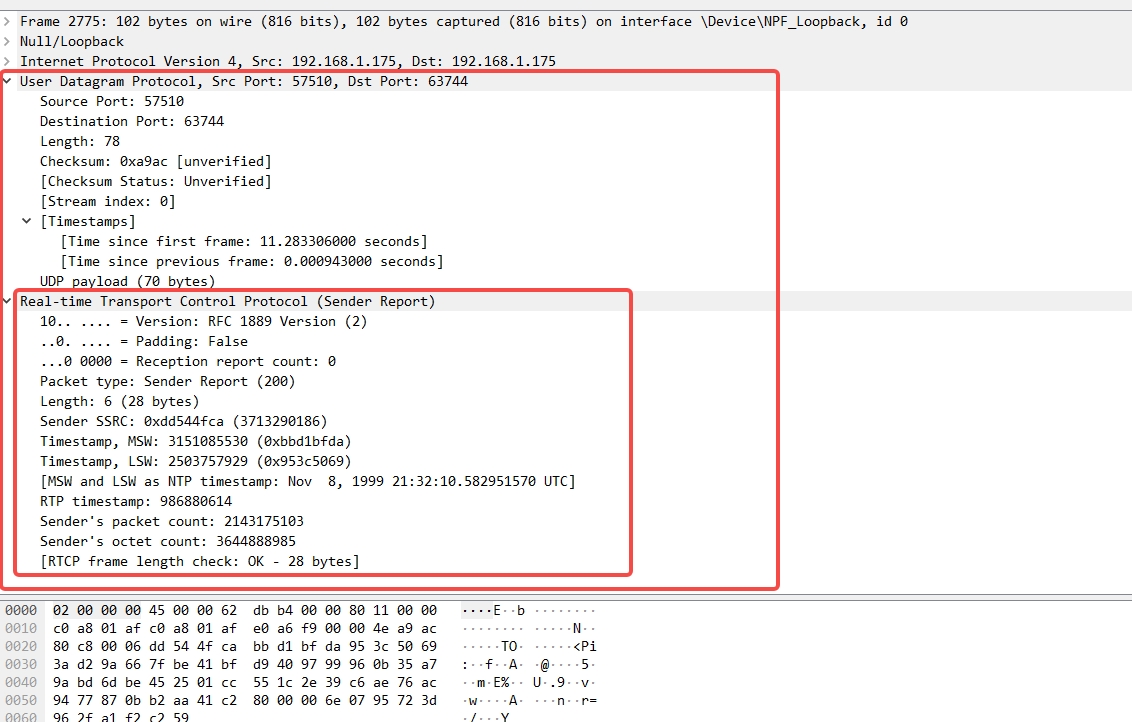 Frame 2775: 102 bytes on wire (816 bits), 102 bytes captured (816 bits) on interface \Device\NPF_Loopback, id 0
Null/Loopback
Internet Protocol Version 4, Src: 192.168.1.175, Dst: 192.168.1.175
User Datagram Protocol, Src Port: 57510, Dst Port: 63744
Source Port: 57510
Destination Port: 63744
Length: 78
Checksum: 0xa9ac [unverified]
[Checksum Status: Unverified]
[Stream index: 0]
[Timestamps]
[Time since first frame: 11.283306000 seconds]
[Time since previous frame: 0.000943000 seconds]
UDP payload (70 bytes)
Real-time Transport Control Protocol (Sender Report)
10.. .... = Version: RFC 1889 Version (2)
..0. .... = Padding: False
...0 0000 = Reception report count: 0
Packet type: Sender Report (200)
Length: 6 (28 bytes)
Sender SSRC: 0xdd544fca (3713290186)
Timestamp, MSW: 3151085530 (0xbbd1bfda)
Timestamp, LSW: 2503757929 (0x953c5069)
[MSW and LSW as NTP timestamp: Nov  8, 1999 21:32:10.582951570 UTC]
RTP timestamp: 986880614
Sender's packet count: 2143175103
Sender's octet count: 3644888985
[RTCP frame length check: OK - 28 bytes]
0000 02 00 00 00 45 00 00 62 db b4 00 00 80 11 00 00 ····E··b ········
0010 c0 a8 01 af c0 a8 01 af e0 a6 f9 00 00 4e a9 ac ········ ·····N··
0020 80 c8 00 06 dd 54 4f ca bb d1 bf da 95 3c 50 69 ·····TO· ·····<Pi
0030 3a d2 9a 66 7f be 41 bf d9 40 97 99 96 0b 35 a7 :··f··A· ·@····5·
0040 9a bd 6d be 45 25 01 cc 55 1c 2e 39 c6 ae 76 ac ··m·E%·· U·.9··v·
0050 94 77 87 0b b2 aa 41 c2 80 00 00 6e 07 95 72 3d ·w····A· ···n··r=
0060 96 2f a1 f2 c2 59 ·/···Y